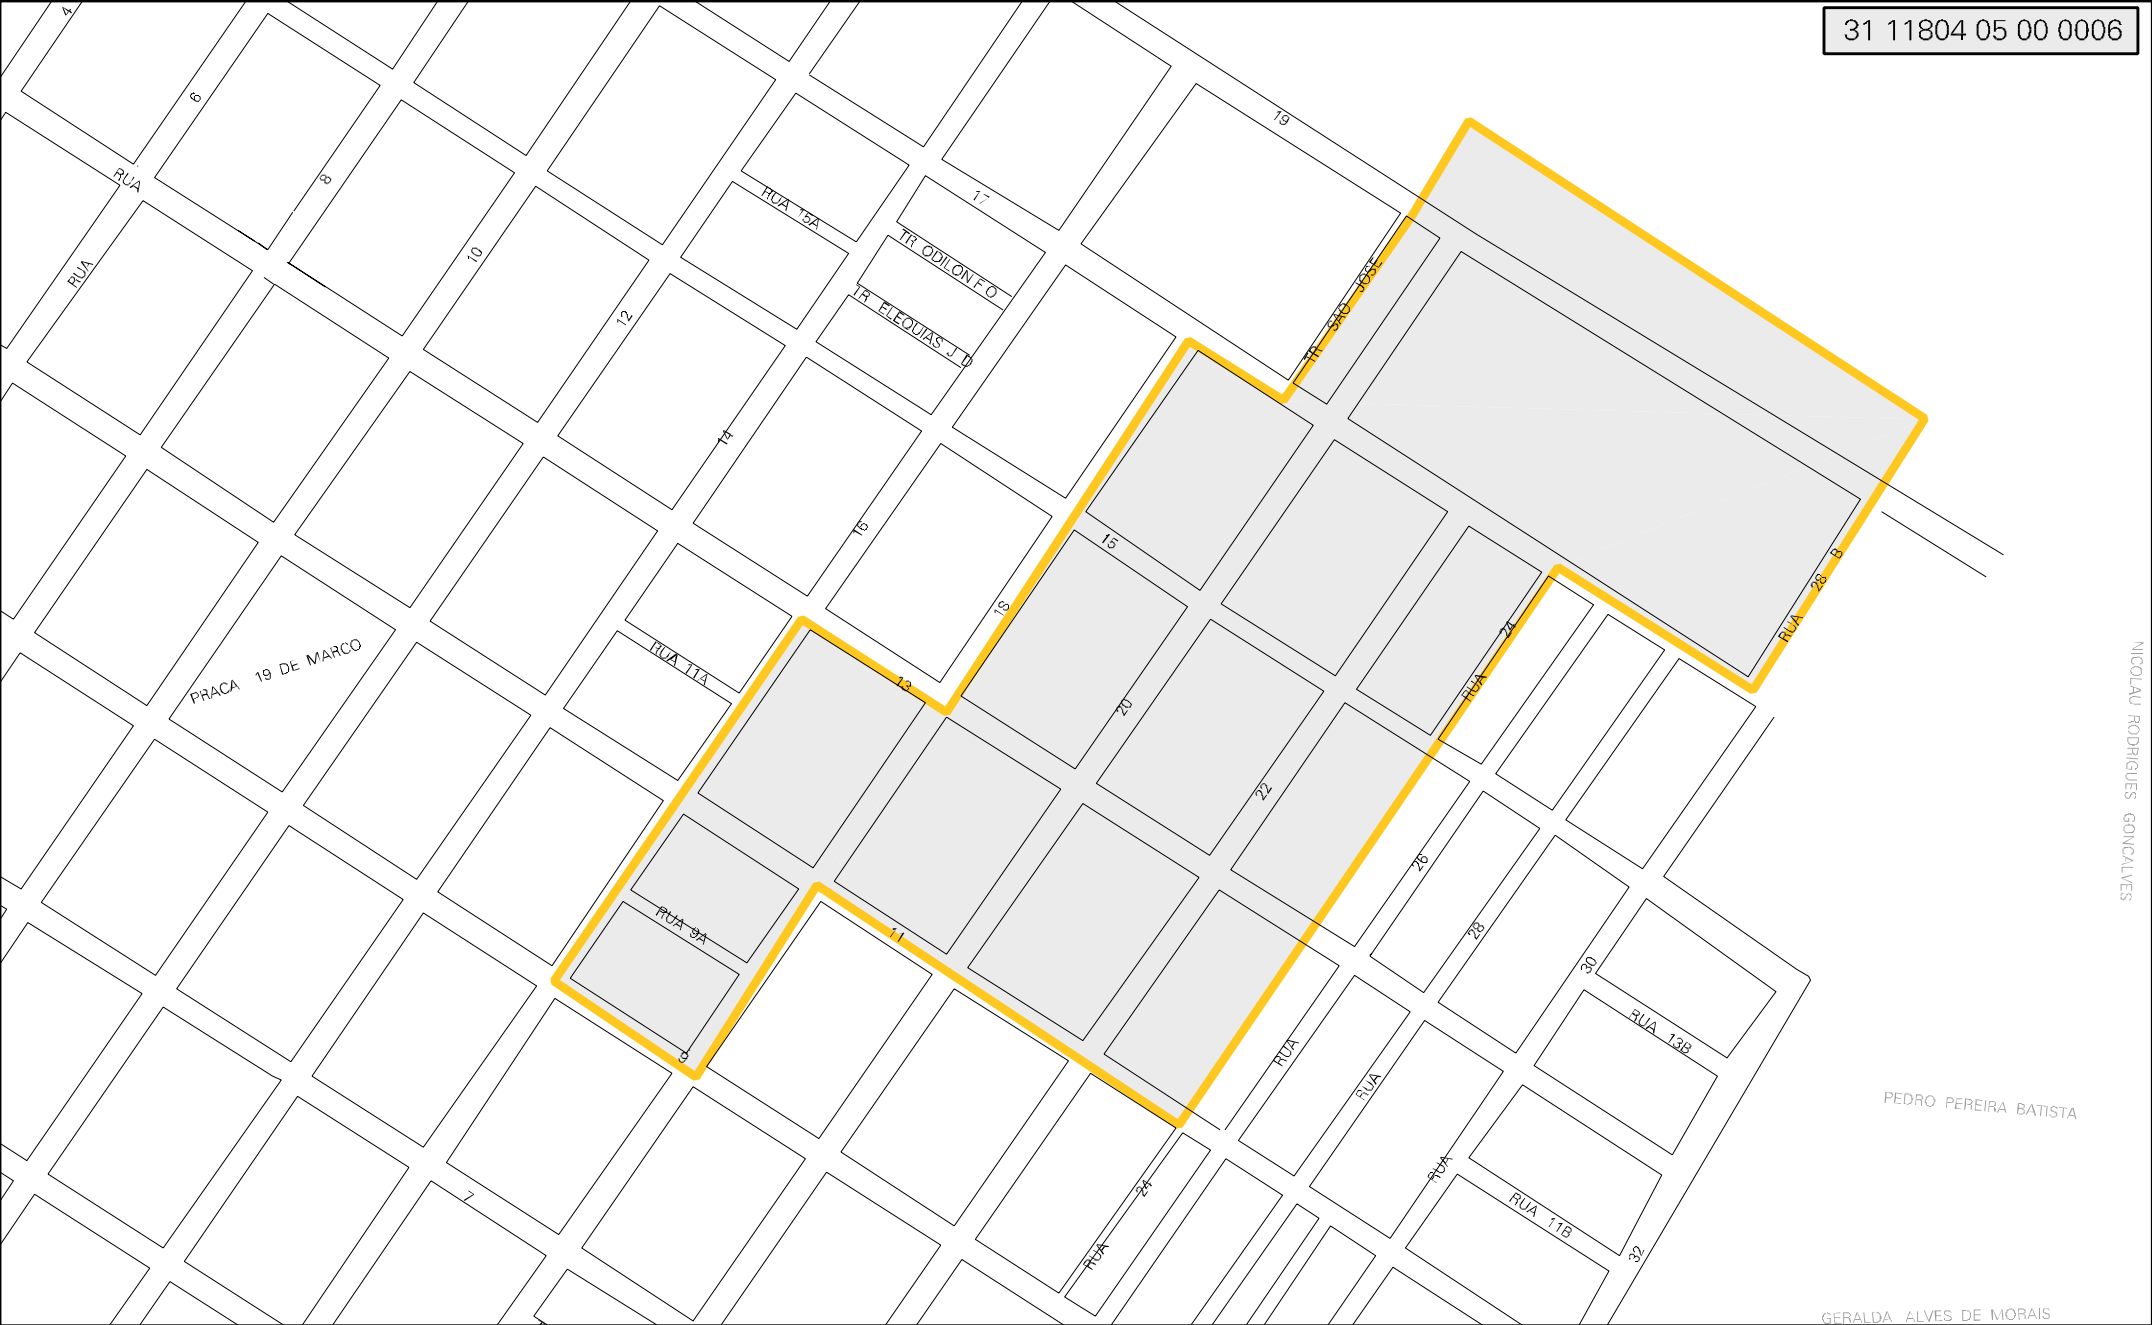 31 11804 05 00 0006
4
6
RUA
8
RUA
10
12
14
16
18
19
17
RUA 15A
TR ODILON F O
TR ELEQUIAS J D
TR SAO JOSE
15
13
RUA 11A
PRACA 19 DE MARCO
20
22
RUA 24
RUA 28 B
26
28
30
RUA 9A
11
9
7
RUA
RUA
RUA
RUA 24
RUA 13B
RUA 11B
32
NICOLAU RODRIGUES GONCALVES
PEDRO PEREIRA BATISTA
GERALDA ALVES DE MORAIS